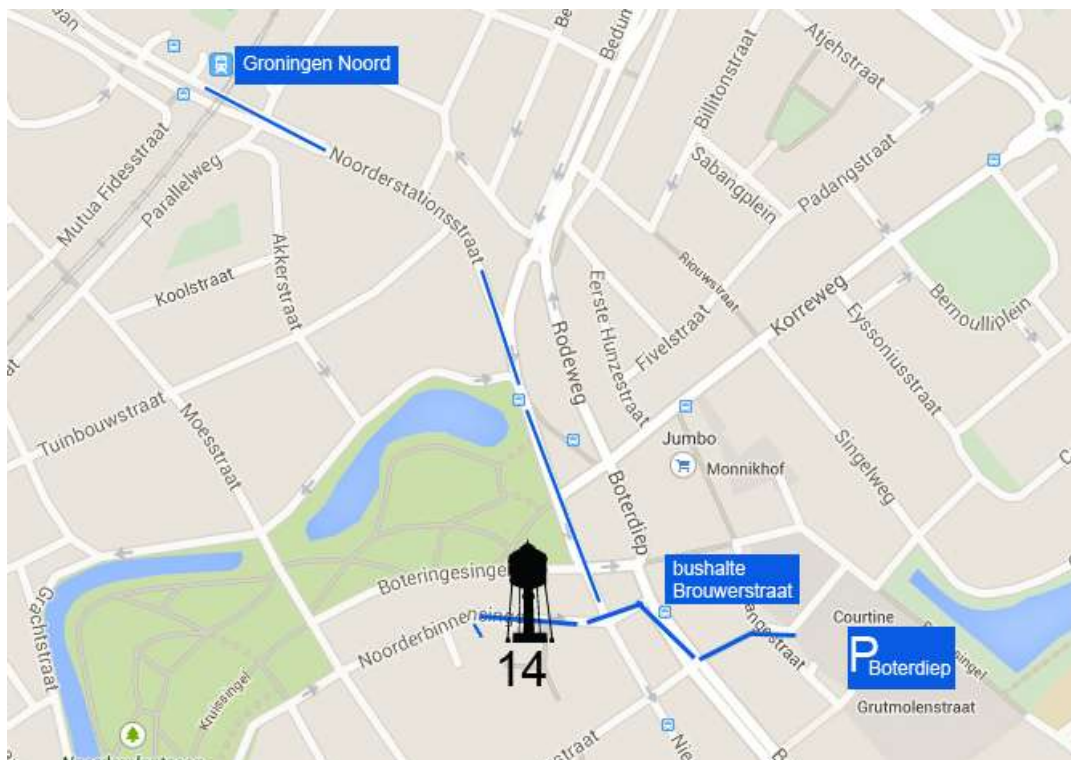 Groningen Noord
Atjehstraat
Billitonstraat
Sabangplein
Padangstraat
Mutua Fidesstraat
Parallelweg
Noorderstationsstraat
Koolstraat
Akkerstraat
Riouwstraat
Eerste Hunzestraat
Fivelstraat
Korreweg
Bernoulliplein
Eyssoniusstraat
Rodeweg
Tuinbouwstraat
Moesstraat
Jumbo
Monnikhof
Singelweg
Boterdiep
Boteringesingel
bushalte
Brouwerstraat
Grachtstraat
Noorderbinnensingel
Courtine
P
Boterdiep
14
Kruissingel
Grutmolenstraat